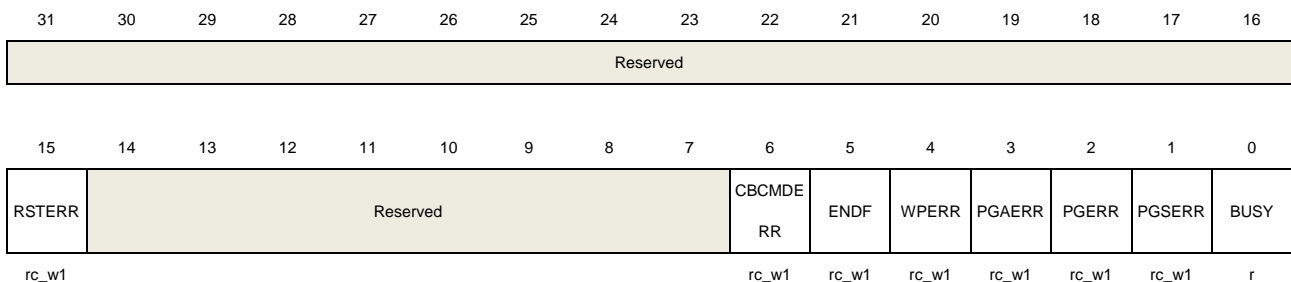 31 30 29 28 27 26 25 24 23 22 21 20 19 18 17 16
Reserved
15 14 13 12 11 10 9 8 7 6 5 4 3 2 1 0
RSTERR Reserved CBCMDE
RR ENDF WPERR PGAERR PGERR PGSERR BUSY
rc_w1 rc_w1 rc_w1 rc_w1 rc_w1 rc_w1 rc_w1 r